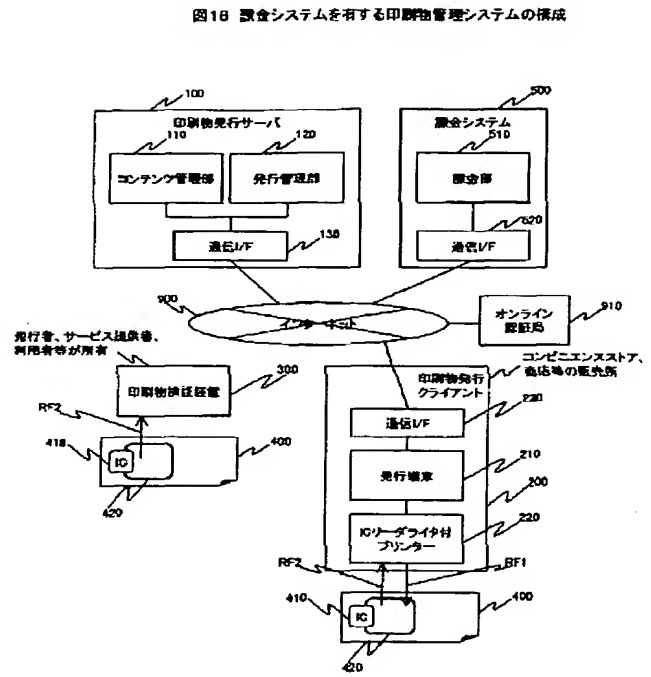 図18 課金システムを有する印刷物管理システムの構成
100
印刷物発行サーバ
110
コンテンツ管理部
120
発行管理部
通信I/F
130
500
課金システム
510
課金部
520
通信I/F
900
インターネット
オンライン
認証局
910
発行者、サービス提供者、
利用者等が所有
印刷物検証装置
300
RF2
410
IC
400
420
コンビニエンスストア、
商店等の販売所
印刷物発行
クライアント
通信I/F
230
発行端末
210
200
ICリーダライタ付
プリンター
220
RF2
RF1
410
IC
400
420